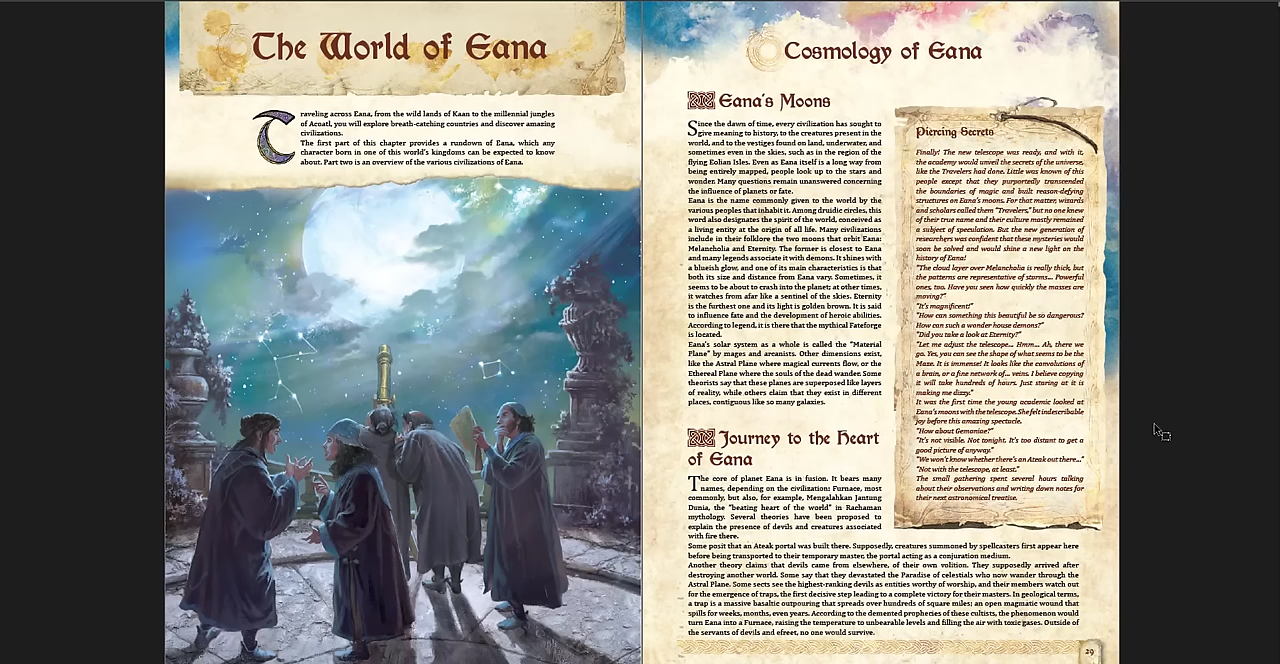 The World of Eana
Traveling across Eana, from the wild lands of Kaan to the millennial jungles
of Acoatl, you will explore breath-catching countries and discover amazing
civilizations.
The first part of this chapter provides a rundown of Eana, which any
character born in one of this world's kingdoms can be expected to know
about. Part two is an overview of the various civilizations of Eana.
Cosmology of Eana
Eana's Moons
Since the dawn of time, every civilization has sought to
give meaning to history, to the creatures present in the
world, and to the vestiges found on land, underwater, and
sometimes even in the skies, such as in the region of the
flying Eolian Isles. Even as Eana itself is a long way from
being entirely mapped, people look up to the stars and
wonder. Many questions remain unanswered concerning
the influence of planets or fate.
Eana is the name commonly given to the world by the
various peoples that inhabit it. Among druidic circles, this
word also designates the spirit of the world, conceived as
a living entity at the origin of all life. Many civilizations
include in their folklore the two moons that orbit Eana:
Melancholia and Eternity. The former is closest to Eana
and many legends associate it with demons. It shines with
a blueish glow, and one of its main characteristics is that
both its size and distance from Eana vary. Sometimes, it
seems to be about to crash into the planet; at other times,
it watches from afar like a sentinel of the skies. Eternity
is the furthest one and its light is golden brown. It is said
to influence fate and the development of heroic abilities.
According to legend, it is there that the mythical Fateforge
is located.
Eana's solar system as a whole is called the "Material
Plane" by mages and arcanists. Other dimensions exist,
like the Astral Plane where magical currents flow, or the
Ethereal Plane where the souls of the dead wander. Some
theorists say that these planes are superposed like layers
of reality, while others claim that they exist in different
places, contiguous like so many galaxies.
Journey to the Heart
of Eana
The core of planet Eana is in fusion. It bears many
names, depending on the civilization: Furnace, most
commonly, but also, for example, Mengalahkan Jantung
Dunia, the "beating heart of the world" in Rachaman
mythology. Several theories have been proposed to
explain the presence of devils and creatures associated
with fire there.
Some posit that an Ateak portal was built there. Supposedly, creatures summoned by spellcasters first appear here
before being transported to their temporary master, the portal acting as a conjuration medium.
Another theory claims that devils came from elsewhere, of their own volition. They supposedly arrived after
destroying another world. Some say that they devastated the Paradise of celestials who now wander through the
Astral Plane. Some sects see the highest-ranking devils as entities worthy of worship, and their members watch out
for the emergence of traps, the first decisive step leading to a complete victory for their masters. In geological terms,
a trap is a massive basaltic outpouring that spreads over hundreds of square miles; an open magmatic wound that
spills for weeks, months, even years. According to the demented prophecies of these cultists, the phenomenon would
turn Eana into a Furnace, raising the temperature to unbearable levels and filling the air with toxic gases. Outside of
the servants of devils and efreet, no one would survive.
Piercing Secrets
Finally! The new telescope was ready, and with it,
the academy would unveil the secrets of the universe,
like the Travelers had done. Little was known of this
people except that they purportedly transcended
the boundaries of magic and built reason-defying
structures on Eana's moons. For that matter, wizards
and scholars called them "Travelers," but no one knew
of their true name and their culture mostly remained
a subject of speculation. But the new generation of
researchers was confident that these mysteries would
soon be solved and would shine a new light on the
history of Eana!
"The cloud layer over Melancholia is really thick, but
the patterns are representative of storms... Powerful
ones, too. Have you seen how quickly the masses are
moving?"
"It's magnificent!"
"How can something this beautiful be so dangerous?
How can such a wonder house demons?"
"Did you take a look at Eternity?"
"Let me adjust the telescope... Hmm... Ah, there we
go. Yes, you can see the shape of what seems to be the
Maze. It is immense! It looks like the convolutions of
a brain, or a fine network of... veins. I believe copying
it will take hundreds of hours. Just staring at it is
making me dizzy."
It was the first time the young academic looked at
Eana's moons with the telescope. She felt indescribable
joy before this amazing spectacle.
"How about Gemoniae?"
"It's not visible. Not tonight. It's too distant to get a
good picture of anyway."
"We won't know whether there's an Ateak out there..."
"Not with the telescope, at least."
The small gathering spent several hours talking
about their observations and writing down notes for
their next astronomical treatise.
29